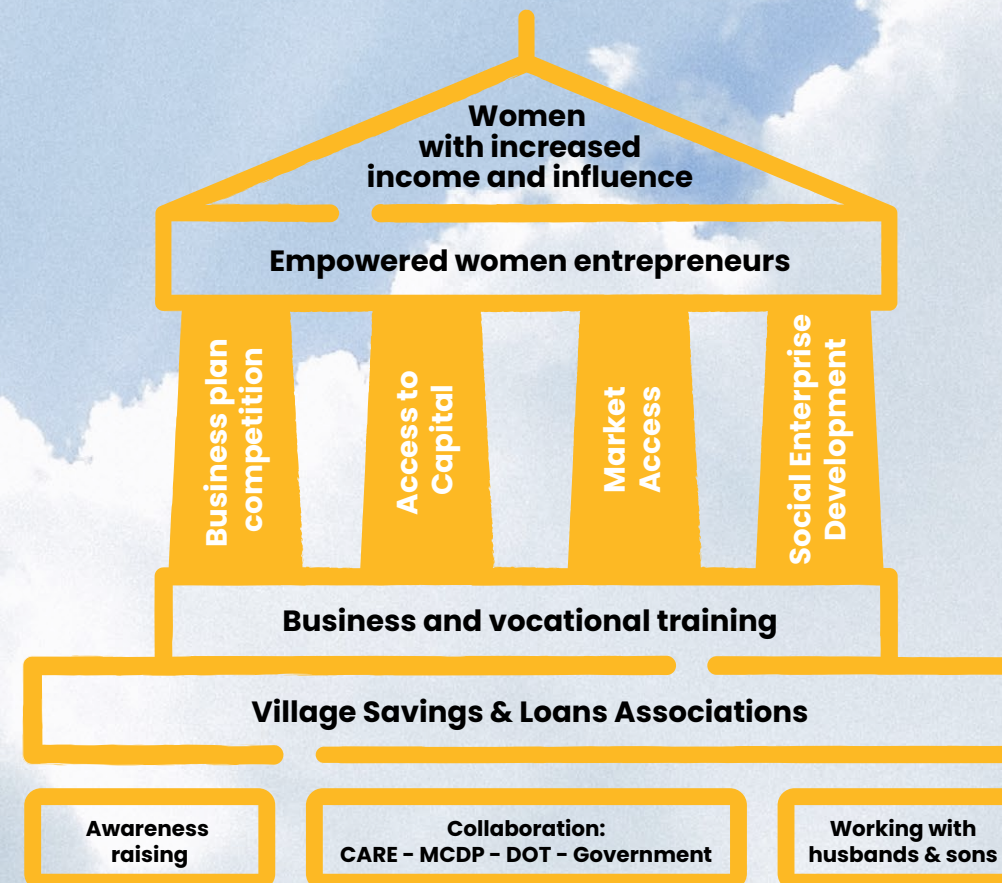 Women
with increased
income and influence
Empowered women entrepreneurs
Business plan
competition
Access to
Capital
Market
Access
Social Enterprise
Development
Business and vocational training
Village Savings & Loans Associations
Awareness
raising
Collaboration:
CARE - MCDP - DOT - Government
Working with
husbands & sons